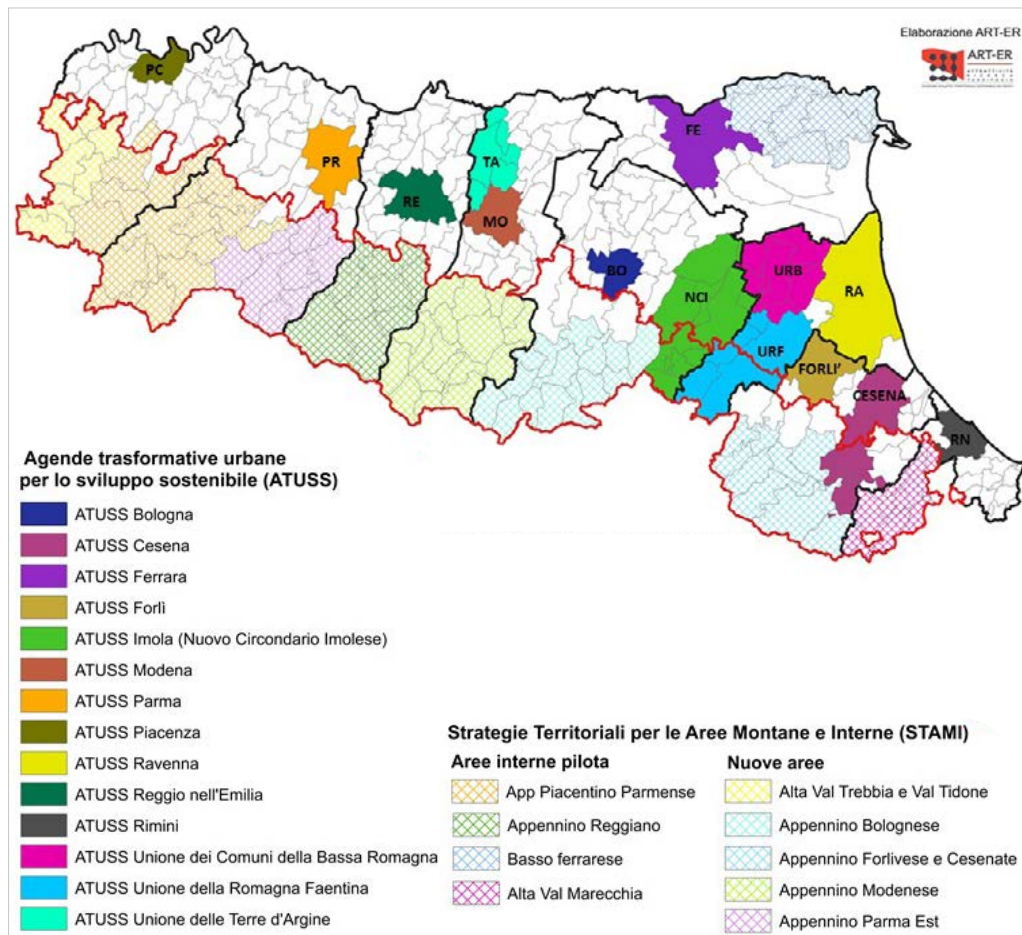 Elaborazione ART-ER
ART-ER
ATTRATTIVITÀ
RICERCA
TERRITORIO
PC
PR
RE
TA
MO
FE
BO
NCI
URB
RA
URF
FORLI'
CESENA
RN
Agende trasformative urbane
per lo sviluppo sostenibile (ATUSS)
ATUSS Bologna
ATUSS Cesena
ATUSS Ferrara
ATUSS Forlì
ATUSS Imola (Nuovo Circondario Imolese)
ATUSS Modena
ATUSS Parma
ATUSS Piacenza
ATUSS Ravenna
ATUSS Reggio nell'Emilia
ATUSS Rimini
ATUSS Unione dei Comuni della Bassa Romagna
ATUSS Unione della Romagna Faentina
ATUSS Unione delle Terre d'Argine
Strategie Territoriali per le Aree Montane e Interne (STAMI)
Aree interne pilota
App Piacentino Parmense
Appennino Reggiano
Basso ferrarese
Alta Val Marecchia
Nuove aree
Alta Val Trebbia e Val Tidone
Appennino Bolognese
Appennino Forlivese e Cesenate
Appennino Modenese
Appennino Parma Est